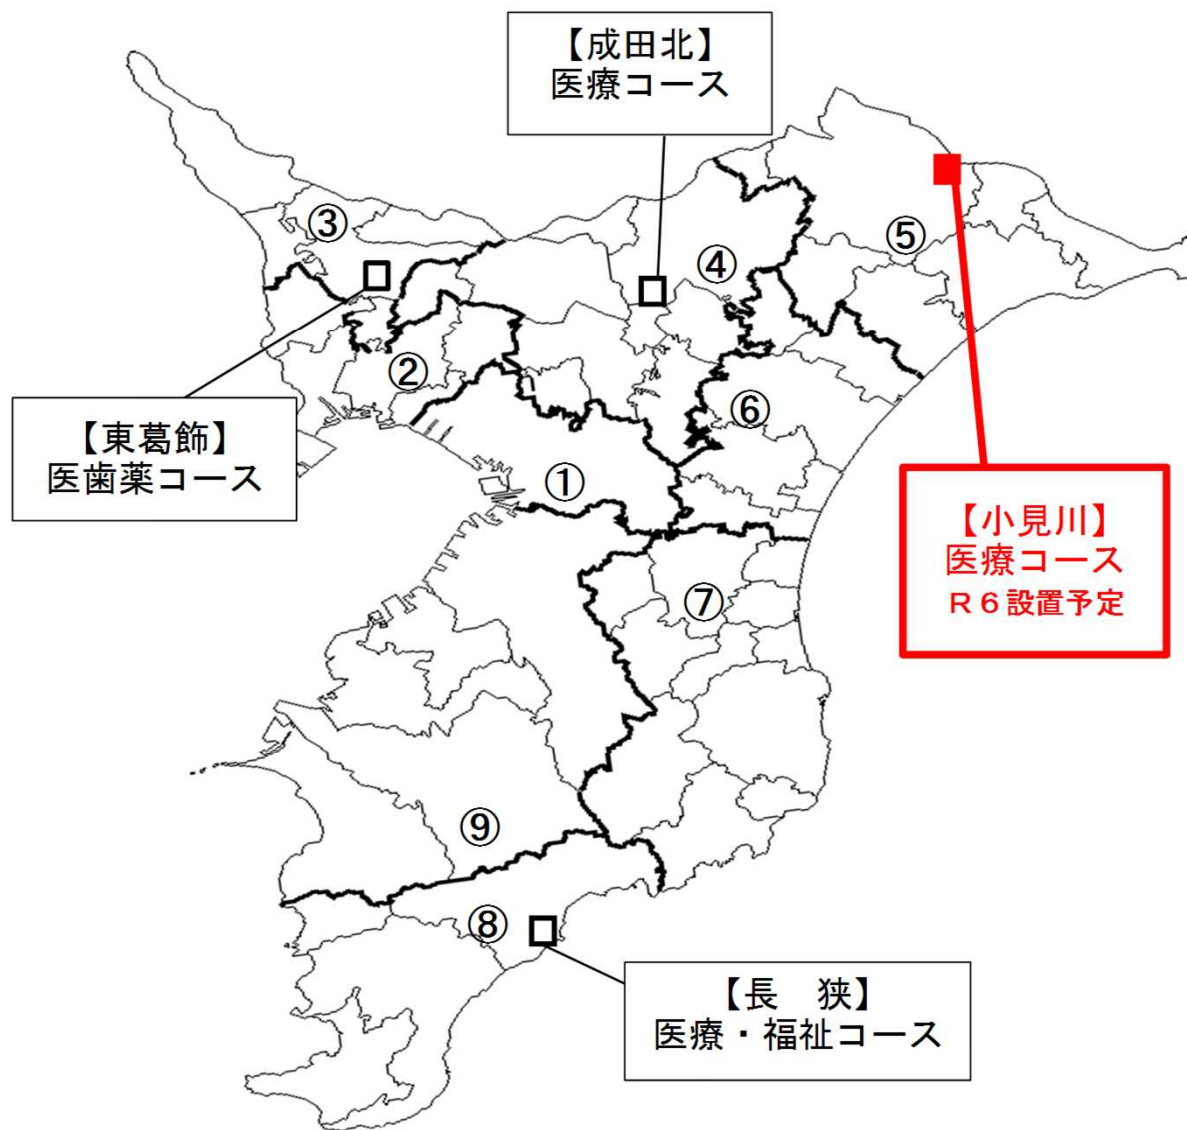 【成田北】
医療コース
③
④
⑤
②
⑥
【東葛飾】
医歯薬コース
①
【小見川】
医療コース
R6設置予定
⑦
⑨
⑧
【長　狭】
医療・福祉コース